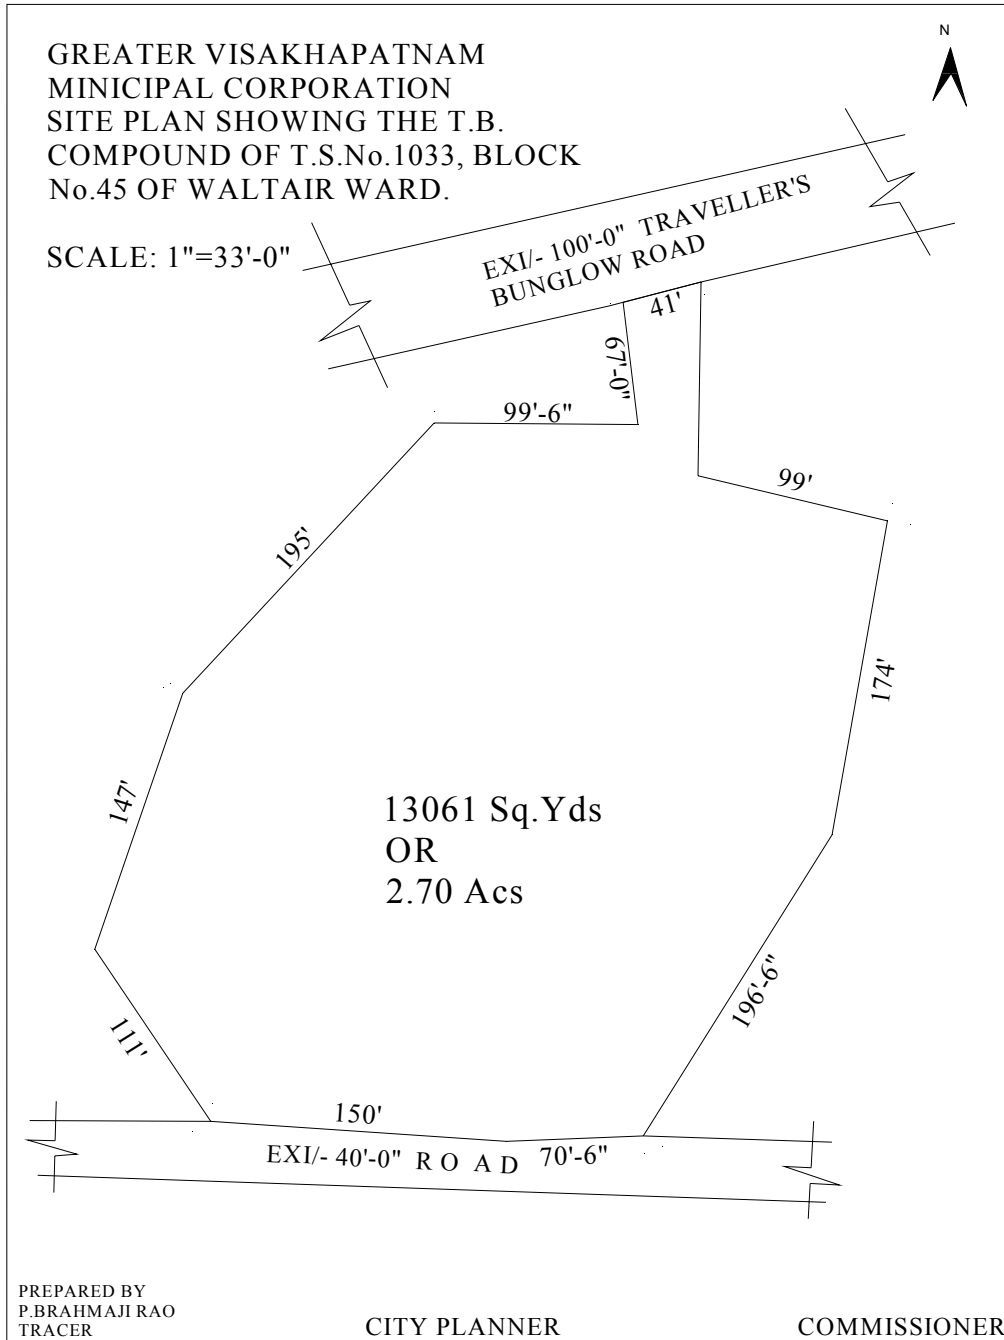 N
GREATER VISAKHAPATNAM
MINICIPAL CORPORATION
SITE PLAN SHOWING THE T.B.
COMPOUND OF T.S.No.1033, BLOCK
No.45 OF WALTAIR WARD.
SCALE: 1"=33'-0"
EXI/- 100'-0" TRAVELLER'S
BUNGLOW ROAD
41'
67'-0"
99'-6"
99'
195'
174'
147'
13061 Sq.Yds
OR
2.70 Acs
196'-6"
111'
150'
EXI/- 40'-0" R O A D
70'-6"
PREPARED BY
P.BRAHMAJI RAO
TRACER
CITY PLANNER
COMMISSIONER